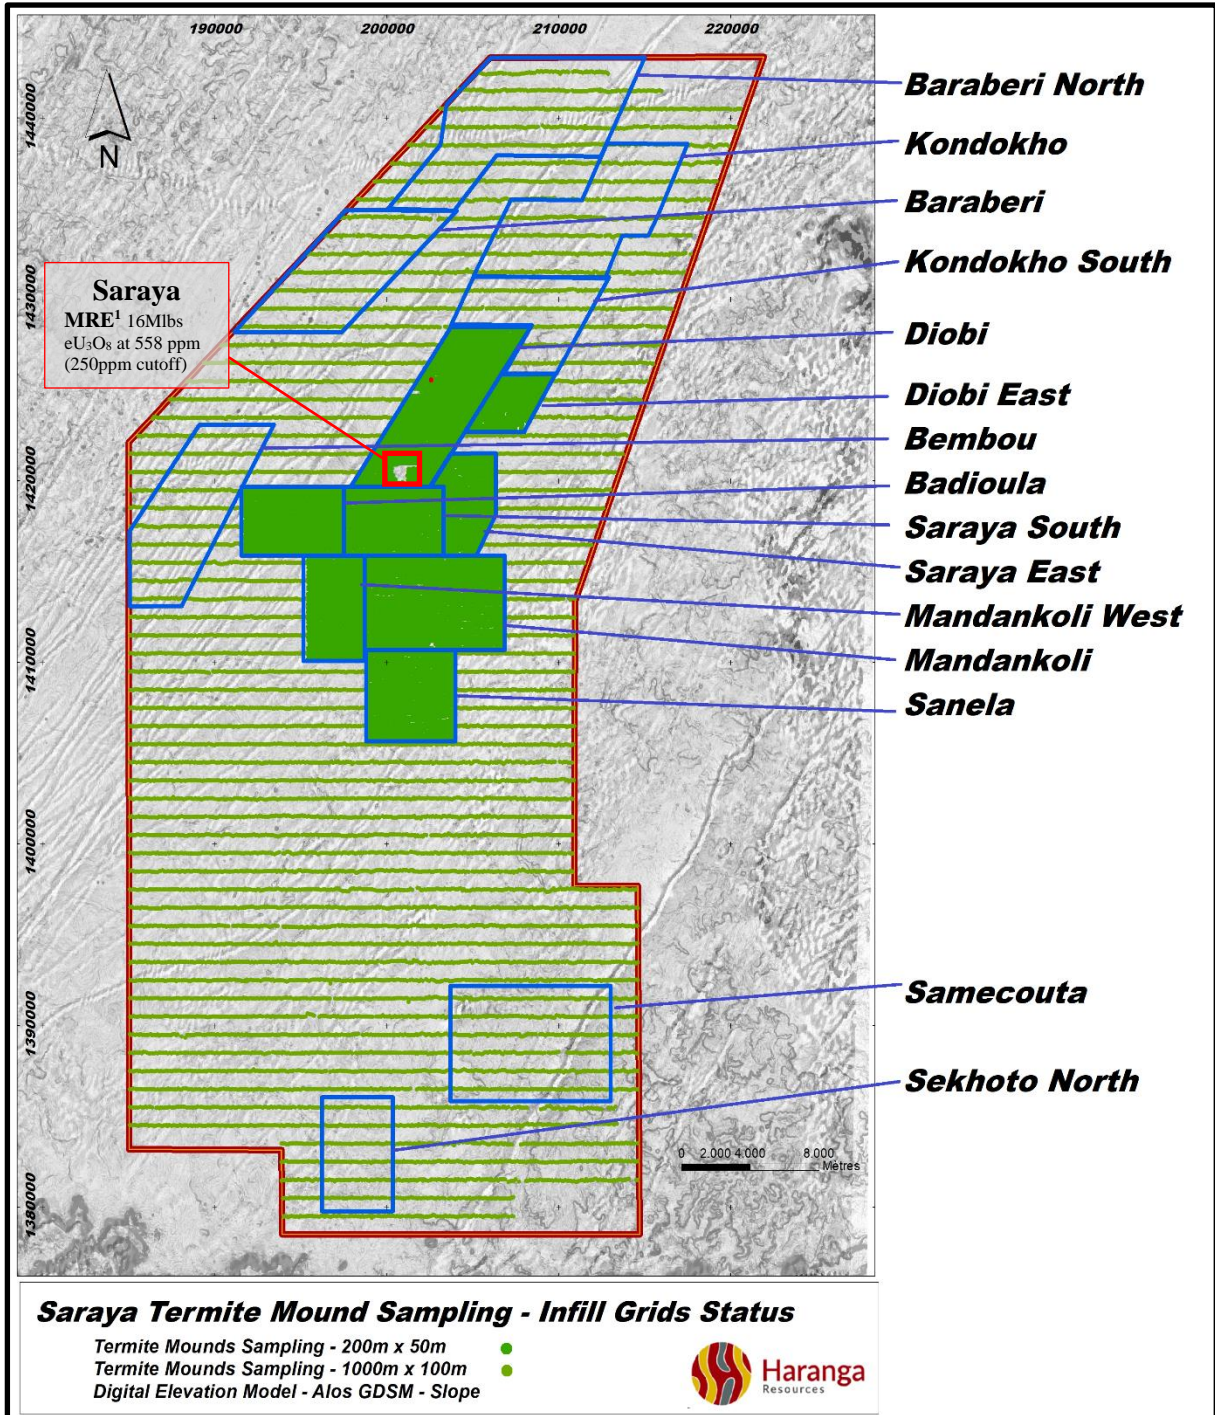 190000 200000 210000 220000
Baraberi North
1440000
N
Kondokho
Baraberi
Kondokho South
1430000
Saraya
MRE¹ 16Mlbs
eU₃O₈ at 558 ppm
(250ppm cutoff)
Diobi
Diobi East
Bembou
1420000
Badioula
Saraya South
Saraya East
Mandankoli West
1410000
Mandankoli
Sanela
1400000
Samecouta
1390000
Sekhoto North
0 2.000 4.000 8.000
Mètres
1380000
Saraya Termite Mound Sampling - Infill Grids Status
Termite Mounds Sampling - 200m x 50m
Termite Mounds Sampling - 1000m x 100m
Digital Elevation Model - Alos GDSM - Slope
Haranga
Resources